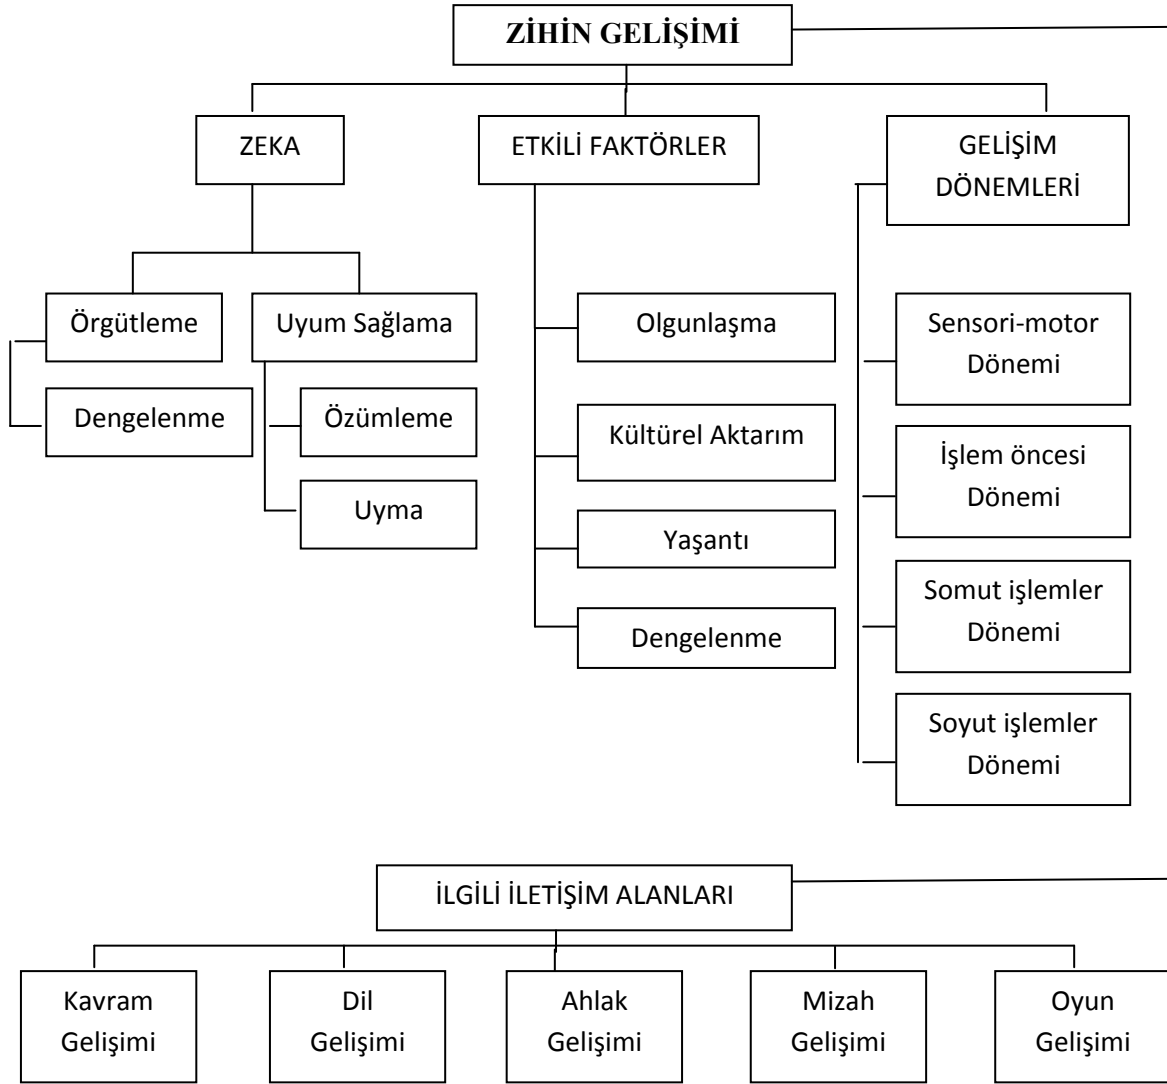 ZİHİN GELİŞİMİ
ZEKA
ETKİLİ FAKTÖRLER
GELİŞİM
DÖNEMLERİ
Örgütleme
Uyum Sağlama
Dengelenme
Özümleme
Uyma
Olgunlaşma
Kültürel Aktarım
Yaşantı
Dengelenme
Sensori-motor
Dönemi
İşlem öncesi
Dönemi
Somut işlemler
Dönemi
Soyut işlemler
Dönemi
İLGİLİ İLETİŞİM ALANLARI
Kavram
Gelişimi
Dil
Gelişimi
Ahlak
Gelişimi
Mizah
Gelişimi
Oyun
Gelişimi